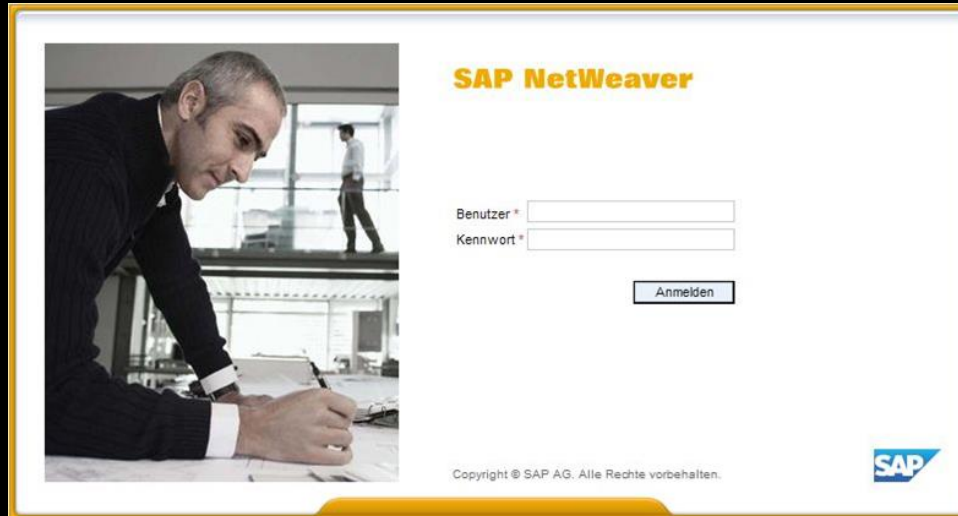 SAP NetWeaver
Benutzer *
Kennwort *
Anmelden
Copyright © SAP AG. Alle Rechte vorbehalten.
SAP